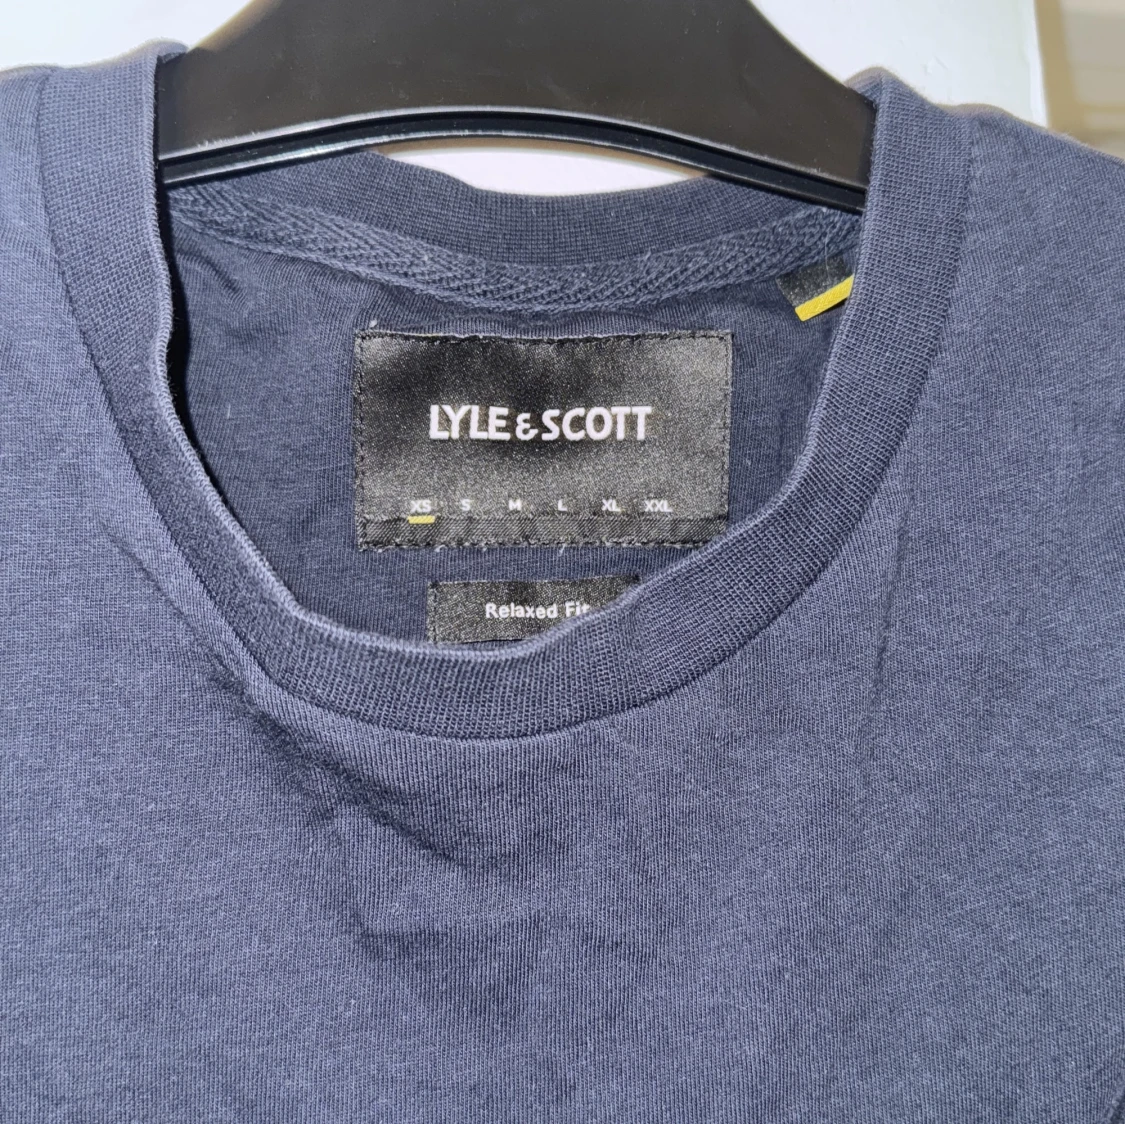 LYLE & SCOTT
XS S M L XL XXL
Relaxed Fit